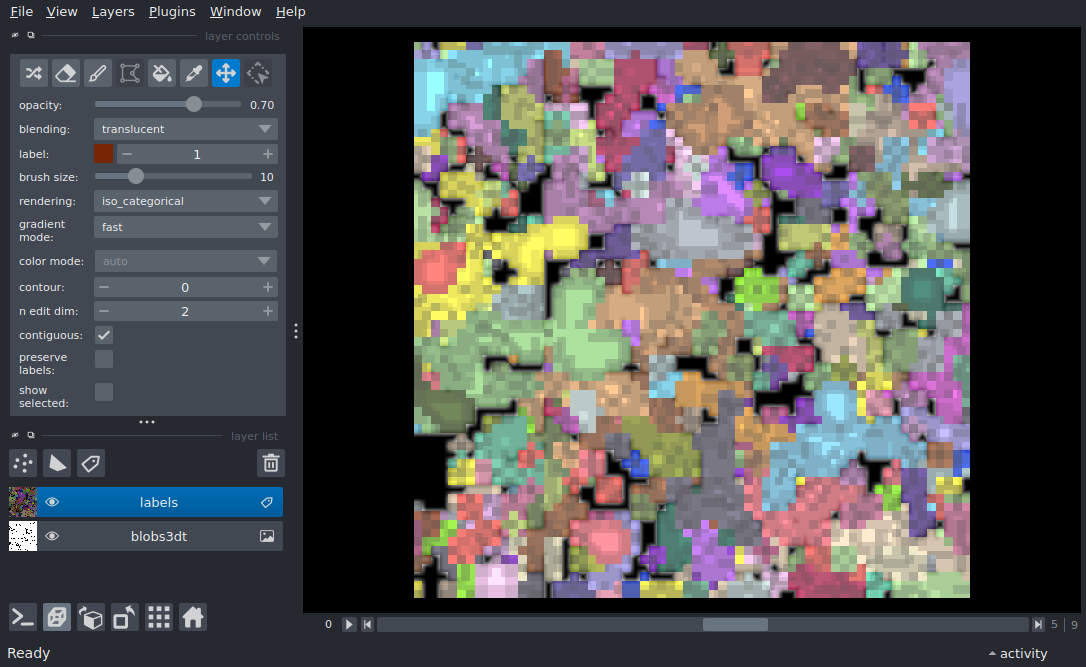 File View Layers Plugins Window Help
layer controls
opacity: 0.70
blending: translucent
label: 1
brush size: 10
rendering: iso_categorical
gradient
mode: fast
color mode: auto
contour: 0
n edit dim: 2
contiguous:
preserve
labels:
show
selected:
layer list
labels
blobs3dt
0 5 | 9
Ready activity